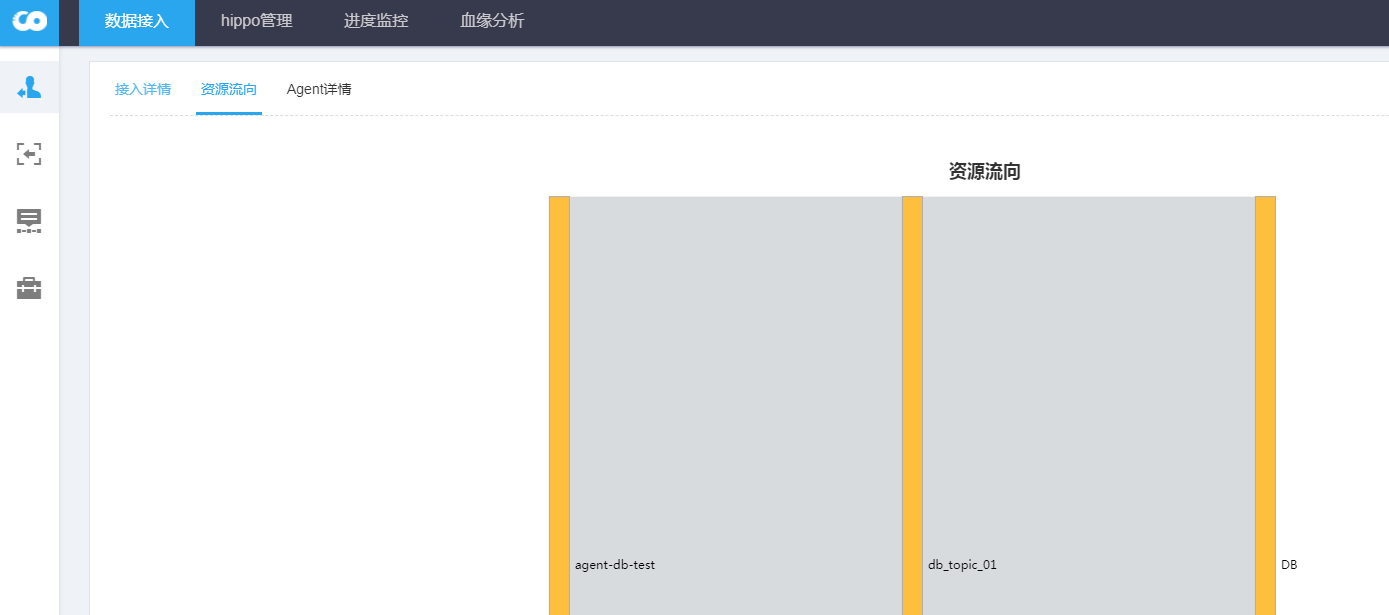 数据接入 hippo管理 进度监控 血缘分析
接入详情 资源流向 Agent详情
资源流向
agent-db-test db_topic_01 DB